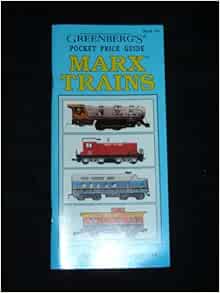 GREENBERG'S
POCKET PRICE GUIDE
MARX
TRAINS